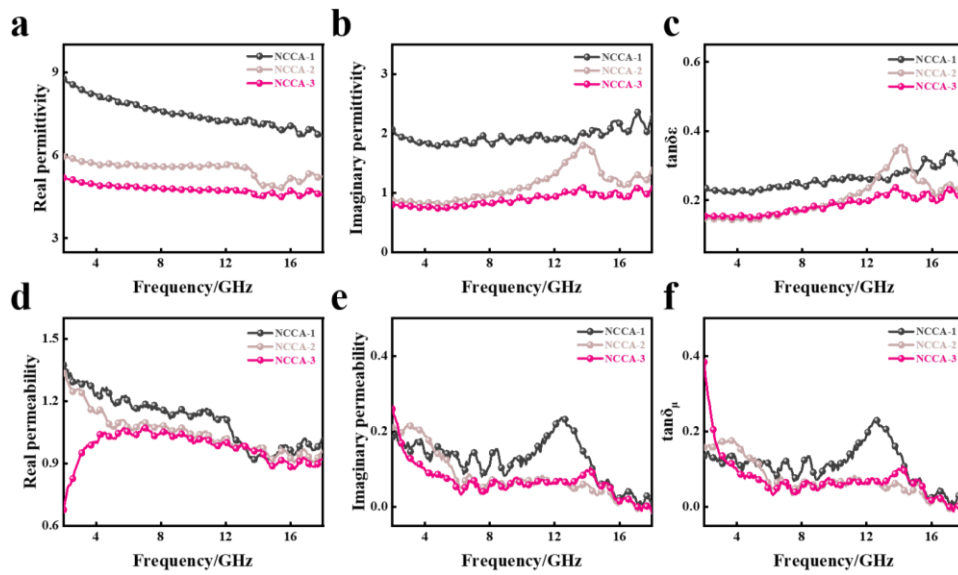 a
Real permittivity
9
6
3
NCCA-1
NCCA-2
NCCA-3
4 8 12 16
Frequency/GHz
b
Imaginary permittivity
3
2
1
0
NCCA-1
NCCA-2
NCCA-3
4 8 12 16
Frequency/GHz
c
tanδε
0.6
0.4
0.2
NCCA-1
NCCA-2
NCCA-3
4 8 12 16
Frequency/GHz
d
Real permeability
1.5
1.2
0.9
0.6
NCCA-1
NCCA-2
NCCA-3
4 8 12 16
Frequency/GHz
e
Imaginary permeability
0.4
0.2
0.0
NCCA-1
NCCA-2
NCCA-3
4 8 12 16
Frequency/GHz
f
tanδμ
0.4
0.2
0.0
NCCA-1
NCCA-2
NCCA-3
4 8 12 16
Frequency/GHz